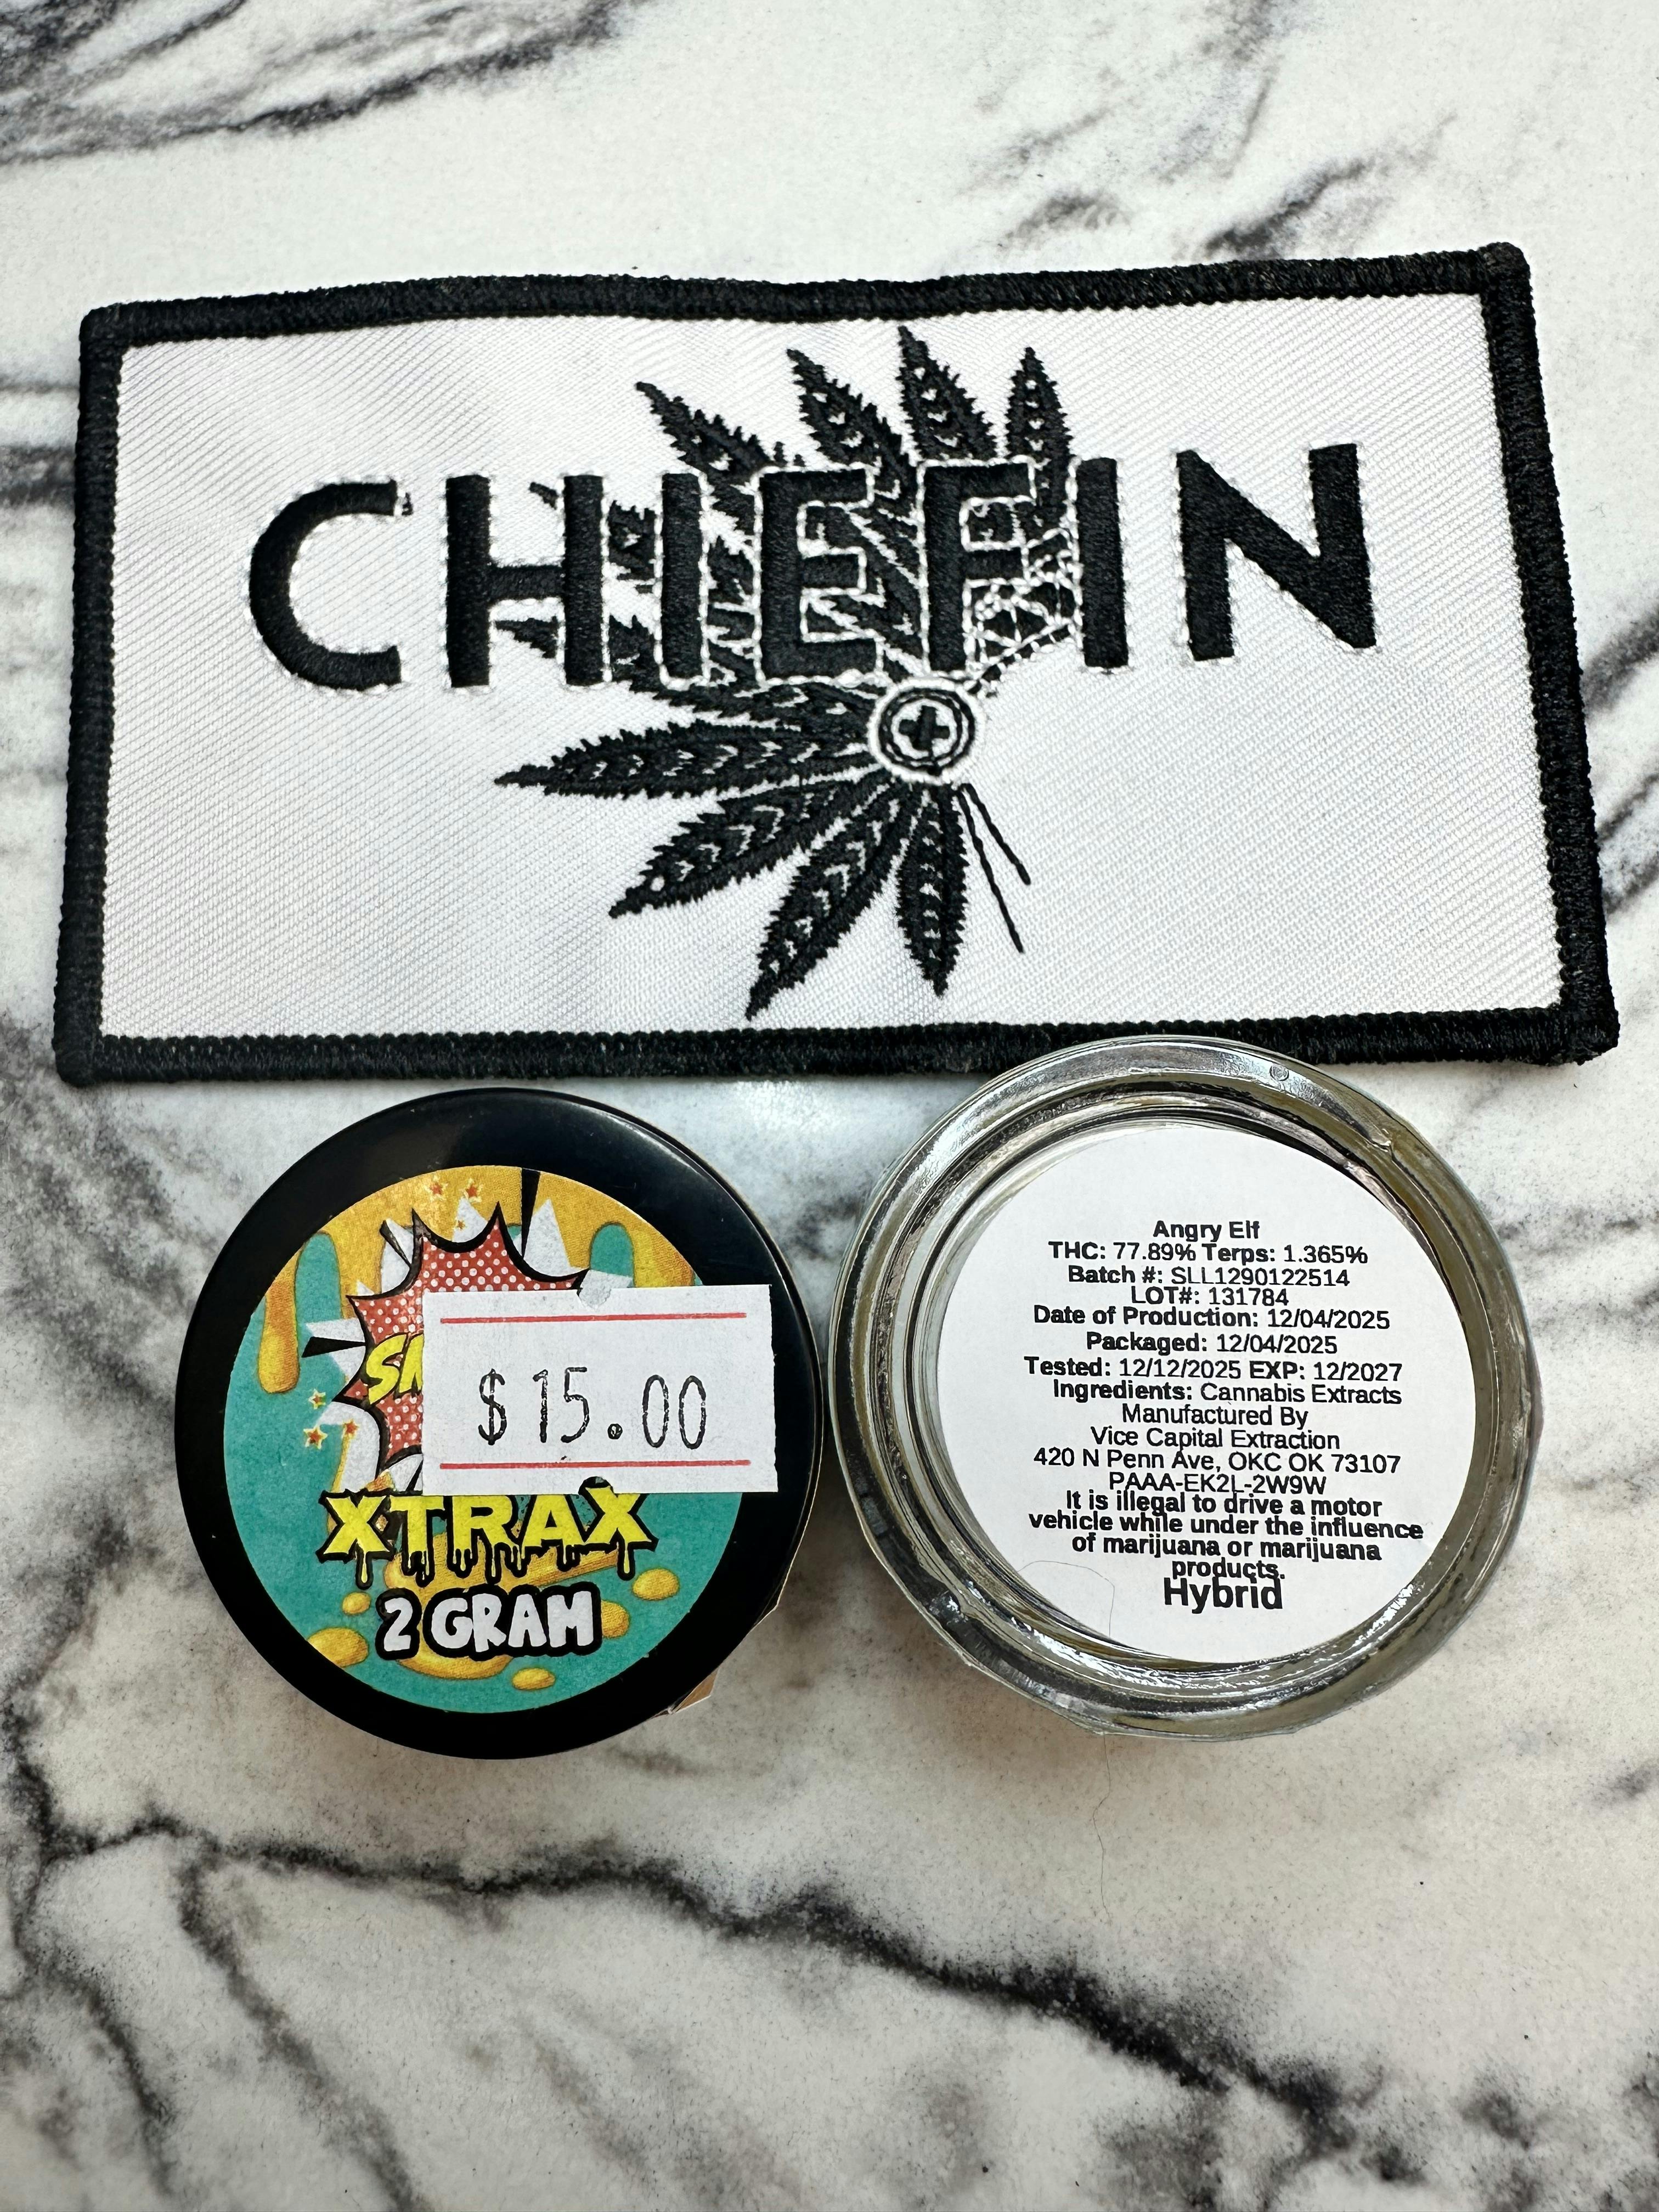 CHIEFIN
$15.00
XTRAX
2 GRAM
Angry Elf
THC: 77.89% Terps: 1.365%
Batch #: SLL1290122514
LOT#: 131784
Date of Production: 12/04/2025
Packaged: 12/04/2025
Tested: 12/12/2025 EXP: 12/2027
Ingredients: Cannabis Extracts
Manufactured By
Vice Capital Extraction
420 N Penn Ave, OKC OK 73107
PAAA-EK2L-2W9W
It is illegal to drive a motor
vehicle while under the influence
of marijuana or marijuana
products.
Hybrid